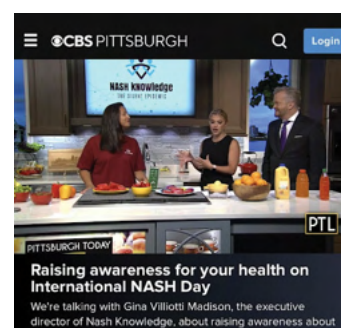 CBS PITTSBURGH
Login
NASH KNOWLEDGE
THE SILENT EPIDEMIC
PTL
PITTSBURGH TODAY
Raising awareness for your health on
International NASH Day
We're talking with Gina Villiotti Madison, the executive
director of Nash Knowledge, about raising awareness about